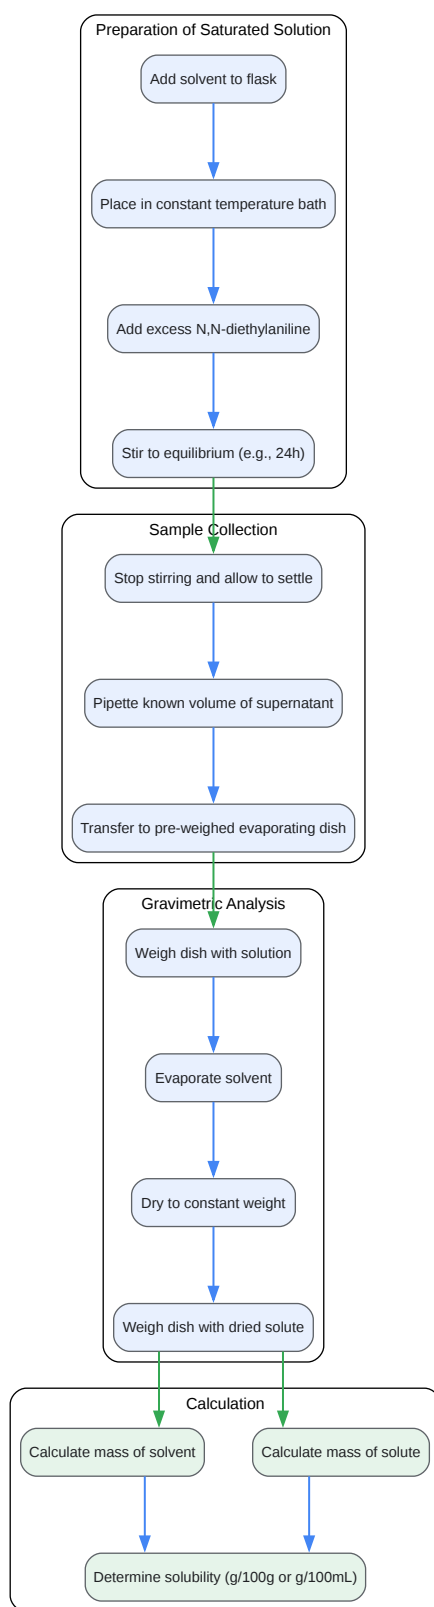 Preparation of Saturated Solution
Add solvent to flask
Place in constant temperature bath
Add excess N,N-diethylaniline
Stir to equilibrium (e.g., 24h)
Sample Collection
Stop stirring and allow to settle
Pipette known volume of supernatant
Transfer to pre-weighed evaporating dish
Gravimetric Analysis
Weigh dish with solution
Evaporate solvent
Dry to constant weight
Weigh dish with dried solute
Calculation
Calculate mass of solvent
Calculate mass of solute
Determine solubility (g/100g or g/100mL)